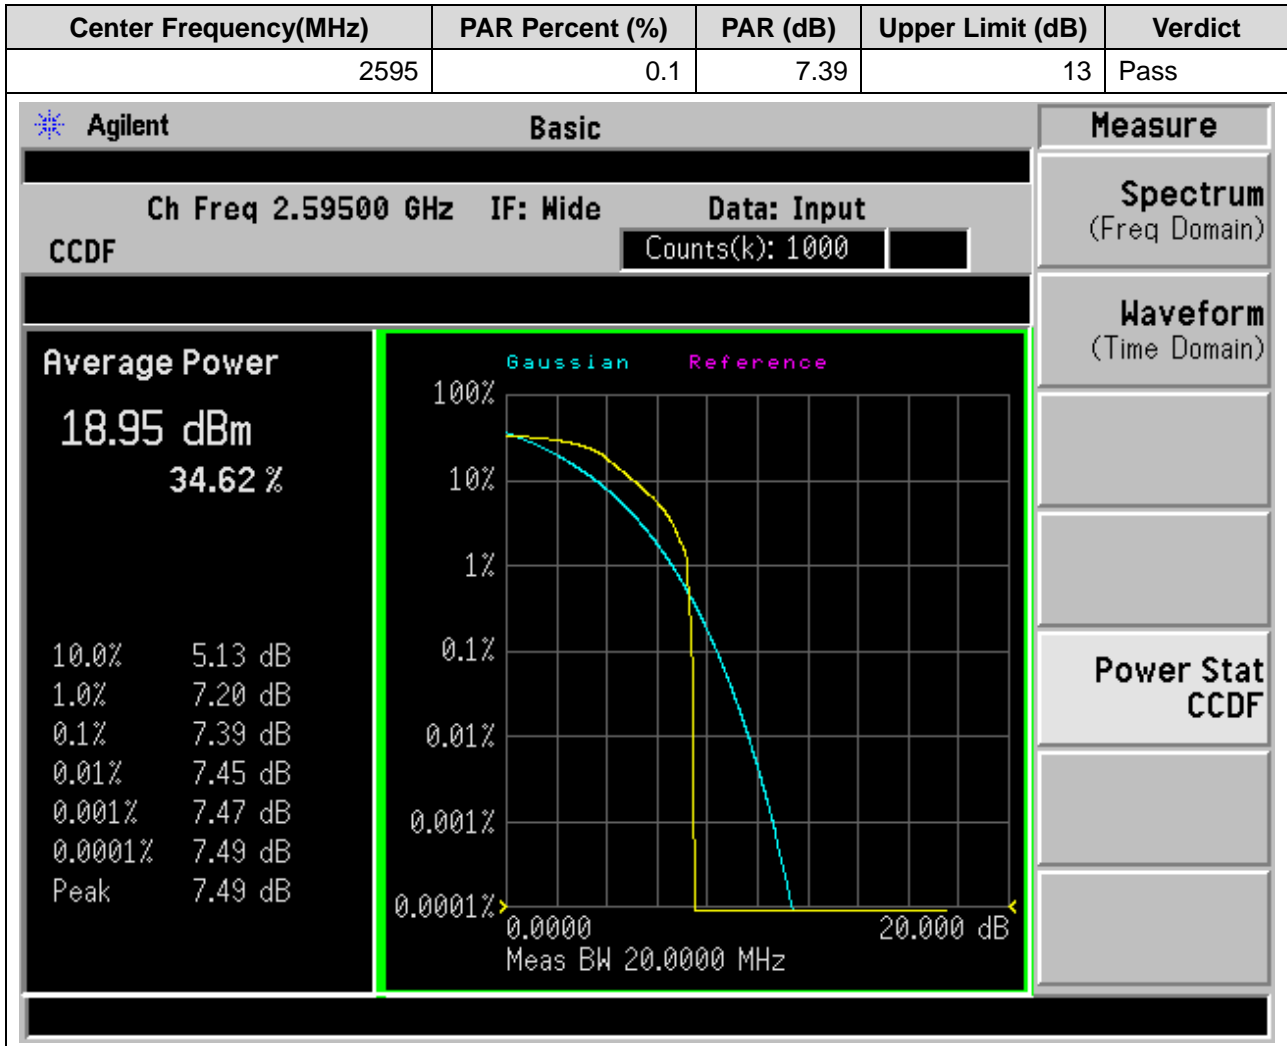 Center Frequency(MHz) PAR Percent (%) PAR (dB) Upper Limit (dB) Verdict
2595 0.1 7.39 13 Pass
Agilent Basic Measure
Ch Freq 2.59500 GHz IF: Wide Data: Input
CCDF Counts(k): 1000
Spectrum
(Freq Domain)
Waveform
(Time Domain)
Power Stat
CCDF
Average Power
18.95 dBm
34.62 %
10.0% 5.13 dB
1.0% 7.20 dB
0.1% 7.39 dB
0.01% 7.45 dB
0.001% 7.47 dB
0.0001% 7.49 dB
Peak 7.49 dB
Gaussian Reference
100%
10%
1%
0.1%
0.01%
0.001%
0.0001%
0.0000 20.000 dB
Meas BW 20.0000 MHz